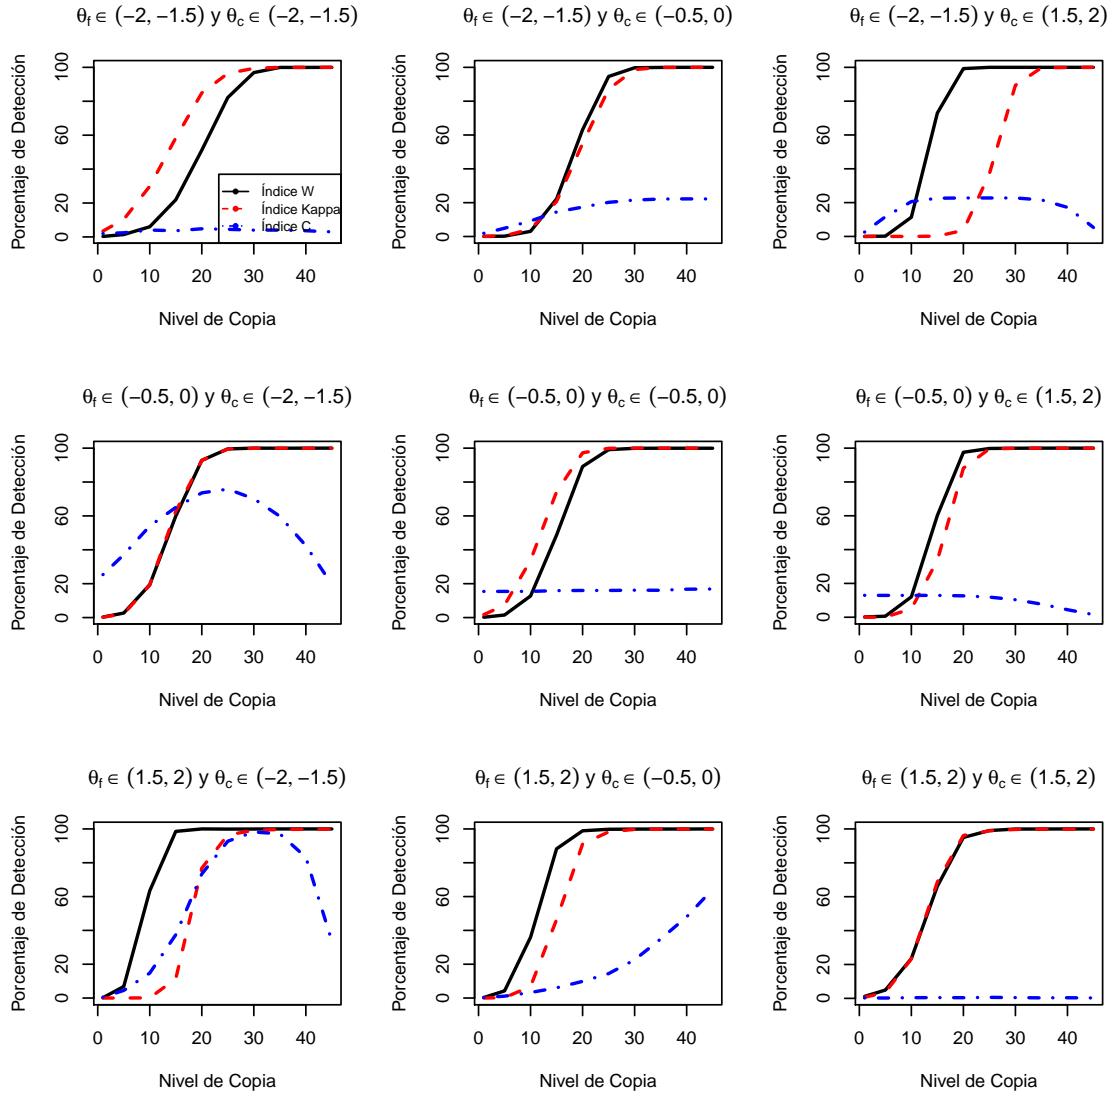 θf ∈ (−2, −1.5) y θc ∈ (−2, −1.5)
Porcentaje de Detección
0 20 60 100
Índice W
Índice Kappa
Índice C
0 10 20 30 40
Nivel de Copia
θf ∈ (−2, −1.5) y θc ∈ (−0.5, 0)
Porcentaje de Detección
0 20 60 100
0 10 20 30 40
Nivel de Copia
θf ∈ (−2, −1.5) y θc ∈ (1.5, 2)
Porcentaje de Detección
0 20 60 100
0 10 20 30 40
Nivel de Copia
θf ∈ (−0.5, 0) y θc ∈ (−2, −1.5)
Porcentaje de Detección
0 20 60 100
0 10 20 30 40
Nivel de Copia
θf ∈ (−0.5, 0) y θc ∈ (−0.5, 0)
Porcentaje de Detección
0 20 60 100
0 10 20 30 40
Nivel de Copia
θf ∈ (−0.5, 0) y θc ∈ (1.5, 2)
Porcentaje de Detección
0 20 60 100
0 10 20 30 40
Nivel de Copia
θf ∈ (1.5, 2) y θc ∈ (−2, −1.5)
Porcentaje de Detección
0 20 60 100
0 10 20 30 40
Nivel de Copia
θf ∈ (1.5, 2) y θc ∈ (−0.5, 0)
Porcentaje de Detección
0 20 60 100
0 10 20 30 40
Nivel de Copia
θf ∈ (1.5, 2) y θc ∈ (1.5, 2)
Porcentaje de Detección
0 20 60 100
0 10 20 30 40
Nivel de Copia